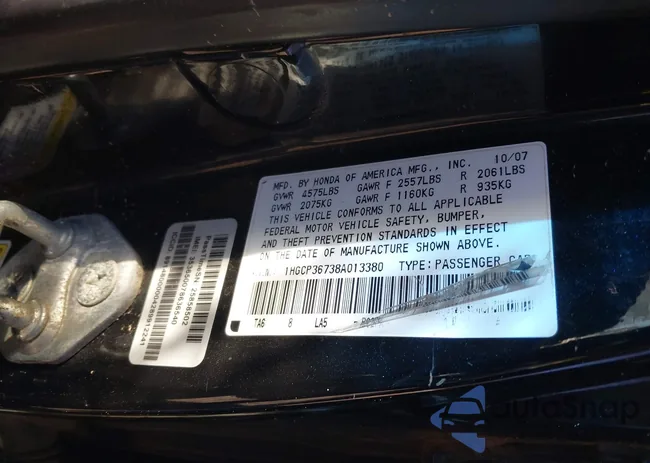 MFD. BY HONDA OF AMERICA MFG., INC. 10/07
GVWR 4575LBS GAWR F 2557LBS R 2061LBS
GVWR 2075KG GAWR F 1160KG R 935KG
THIS VEHICLE CONFORMS TO ALL APPLICABLE
FEDERAL MOTOR VEHICLE SAFETY, BUMPER,
AND THEFT PREVENTION STANDARDS IN EFFECT
ON THE DATE OF MANUFACTURE SHOWN ABOVE.
1HGCP36738A013380 TYPE: PASSENGER CAR
TA6 8 LA5
25858502
AutoSnap